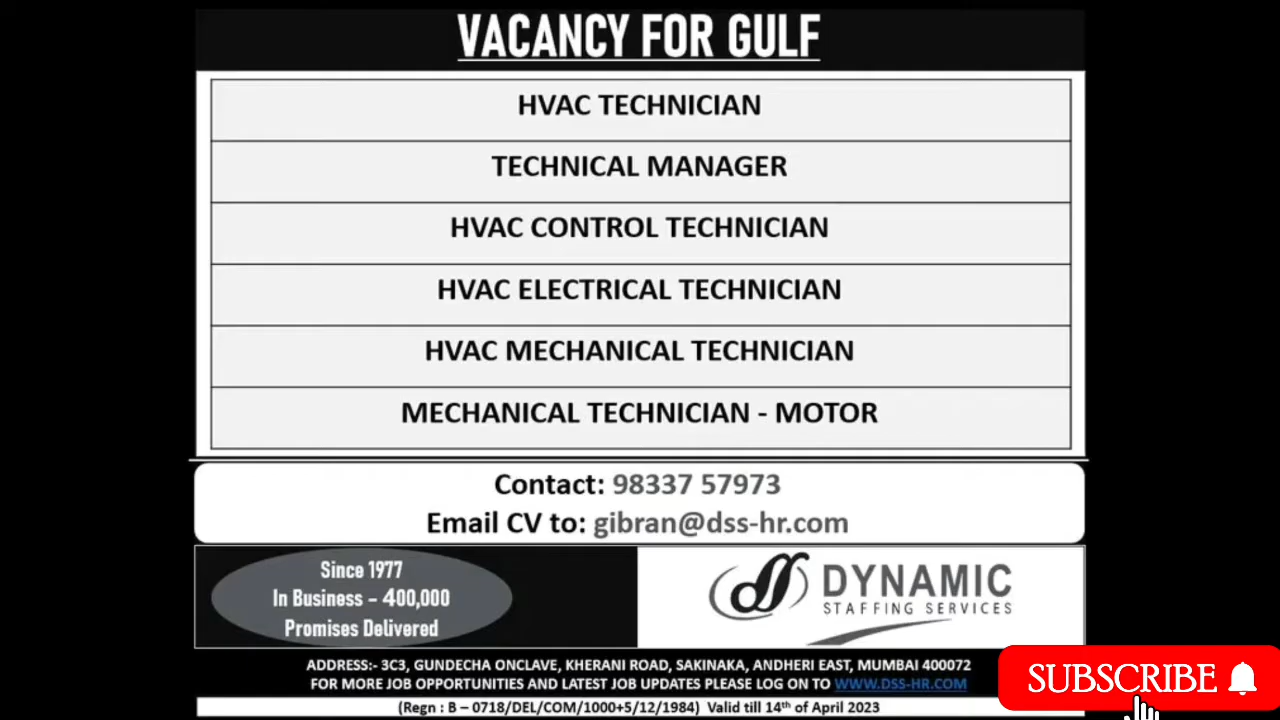 VACANCY FOR GULF
HVAC TECHNICIAN
TECHNICAL MANAGER
HVAC CONTROL TECHNICIAN
HVAC ELECTRICAL TECHNICIAN
HVAC MECHANICAL TECHNICIAN
MECHANICAL TECHNICIAN - MOTOR
Contact: 98337 57973
Email CV to: gibran@dss-hr.com
Since 1977
In Business – 400,000
Promises Delivered
dss DYNAMIC
STAFFING SERVICES
ADDRESS:- 3C3, GUNDECHA ONCLAVE, KHERANI ROAD, SAKINAKA, ANDHERI EAST, MUMBAI 400072
FOR MORE JOB OPPORTUNITIES AND LATEST JOB UPDATES PLEASE LOG ON TO WWW.DSS-HR.COM
(Regn : B – 0718/DEL/COM/1000+5/12/1984) Valid till 14th of April 2023
SUBSCRIBE